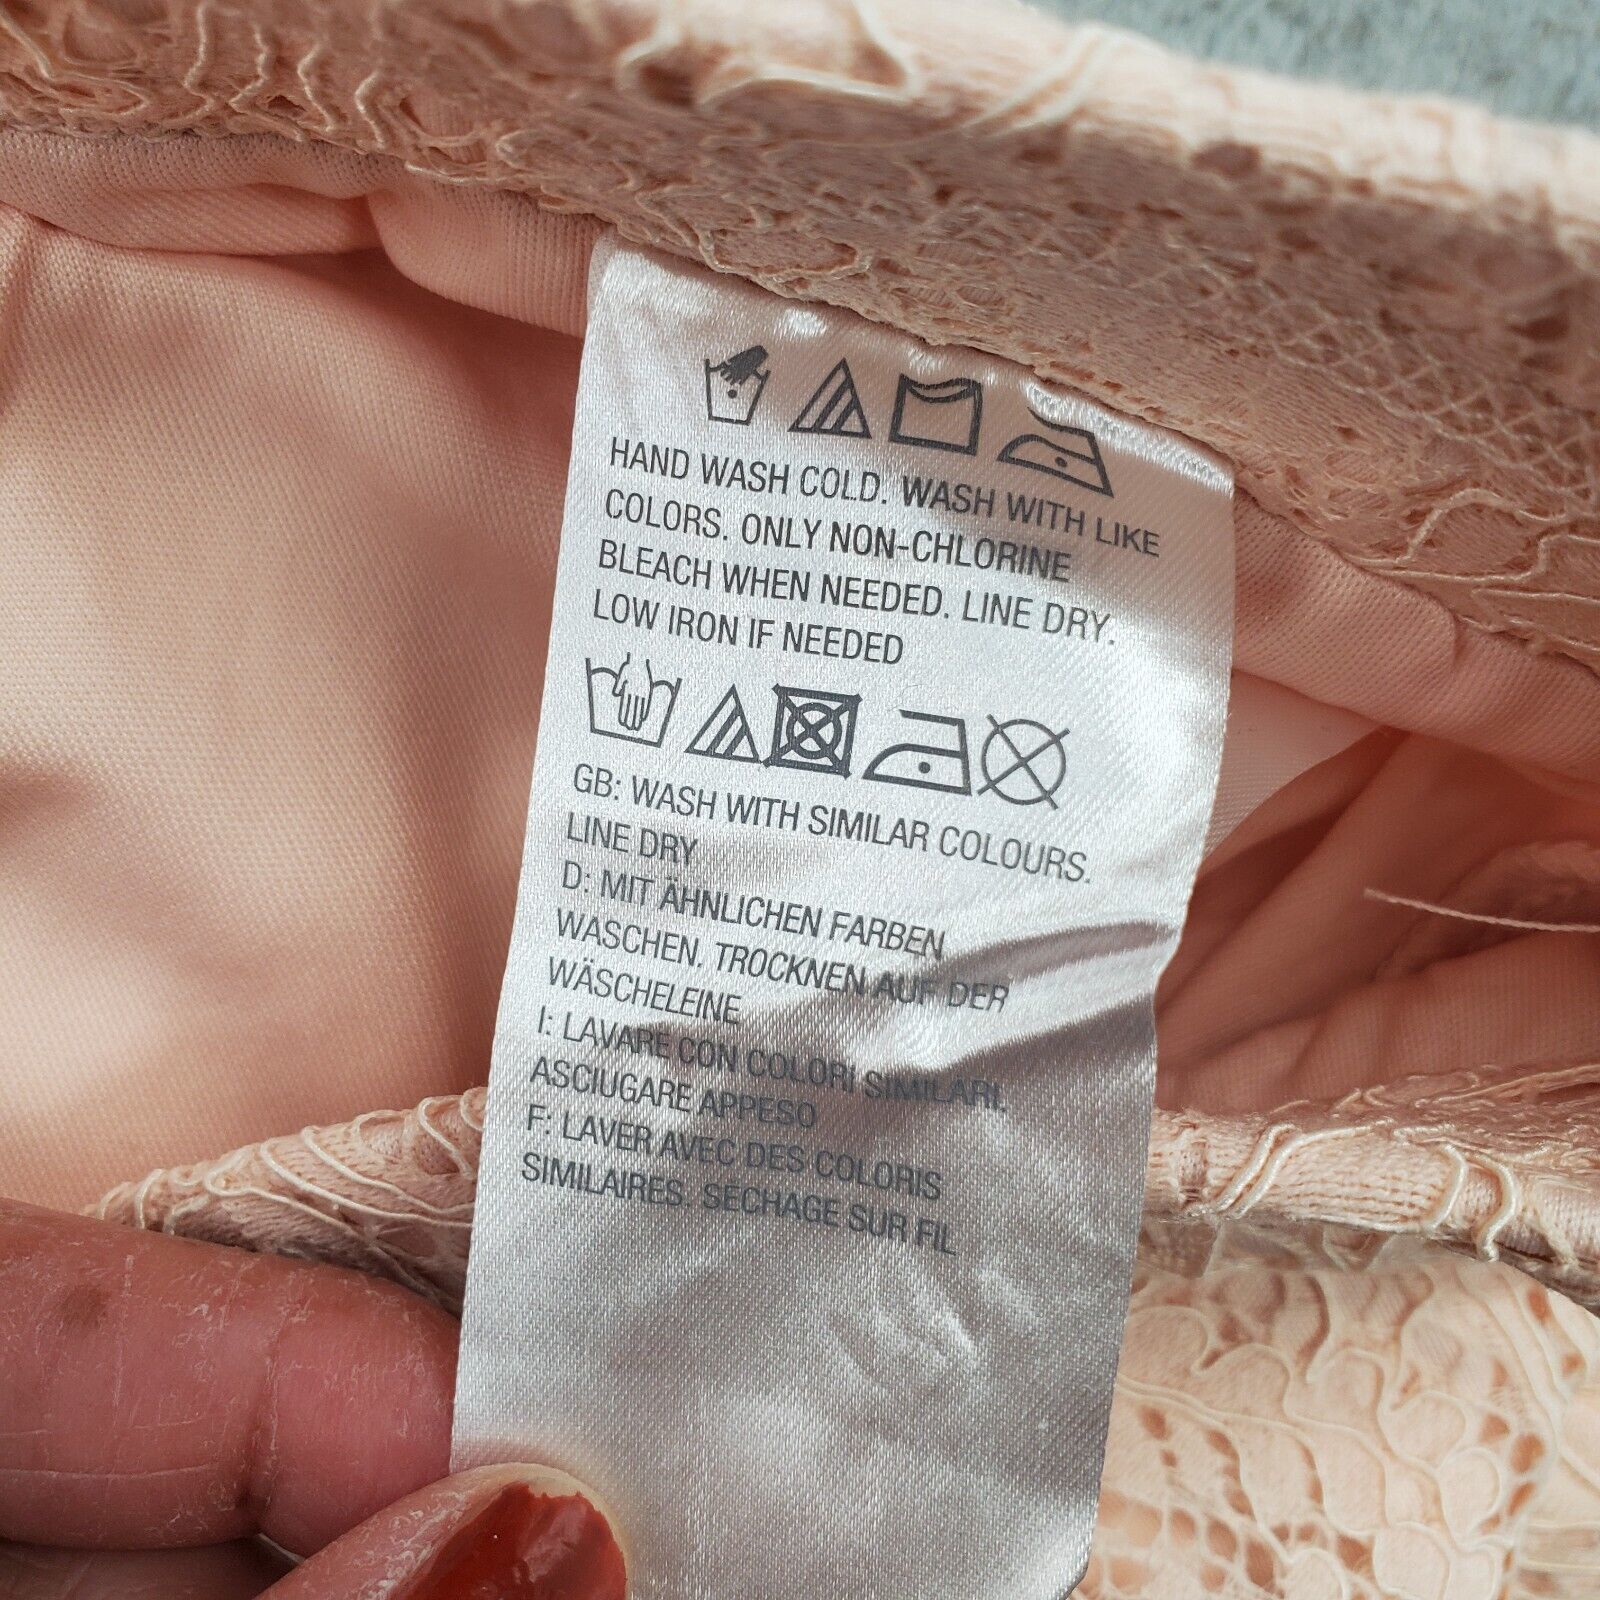 HAND WASH COLD. WASH WITH LIKE
COLORS. ONLY NON-CHLORINE
BLEACH WHEN NEEDED. LINE DRY.
LOW IRON IF NEEDED
GB: WASH WITH SIMILAR COLOURS.
LINE DRY
D: MIT ÄHNLICHEN FARBEN
WASCHEN. TROCKNEN AUF DER
WÄSCHELEINE
I: LAVARE CON COLORI SIMILARI.
ASCIUGARE APPESO
F: LAVER AVEC DES COLORIS
SIMILAIRES. SECHAGE SUR FIL